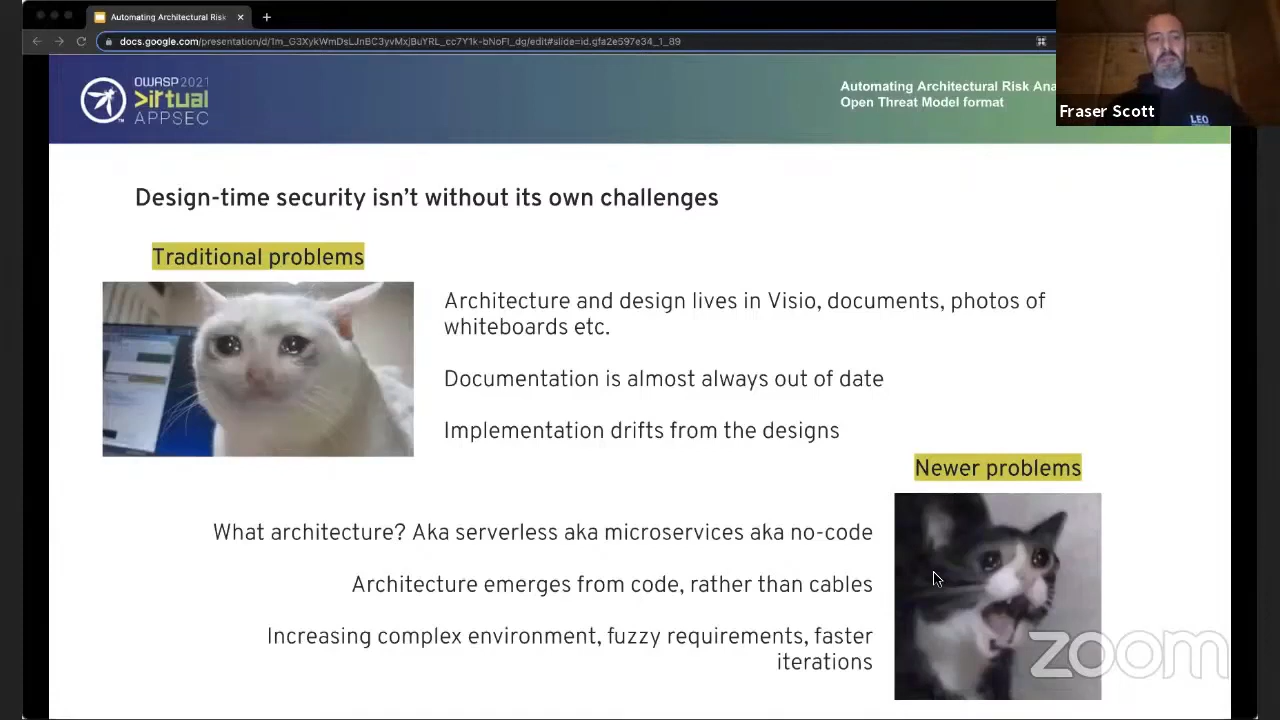 Automating Architectural Risk
docs.google.com/presentation/d/1m_G3XykWmDsLJnBC3yvMxjBuYRL_cc7Y1k-bNoFI_dg/edit#slide=id.gfa2e597e34_1_89
OWASP 2021
>irtual
APPSEC
Automating Architectural Risk Ana
Open Threat Model format
LEO
Fraser Scott
Design-time security isn't without its own challenges
Traditional problems
Architecture and design lives in Visio, documents, photos of
whiteboards etc.
Documentation is almost always out of date
Implementation drifts from the designs
Newer problems
What architecture? Aka serverless aka microservices aka no-code
Architecture emerges from code, rather than cables
Increasing complex environment, fuzzy requirements, faster
iterations
zoom